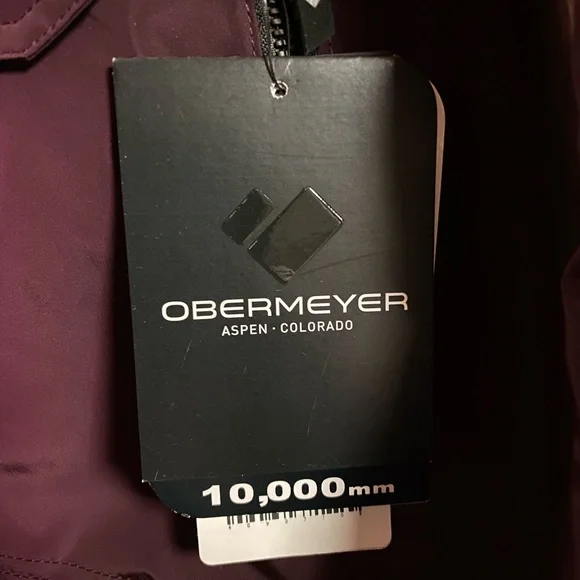 OBERMEYER
ASPEN · COLORADO
10,000mm